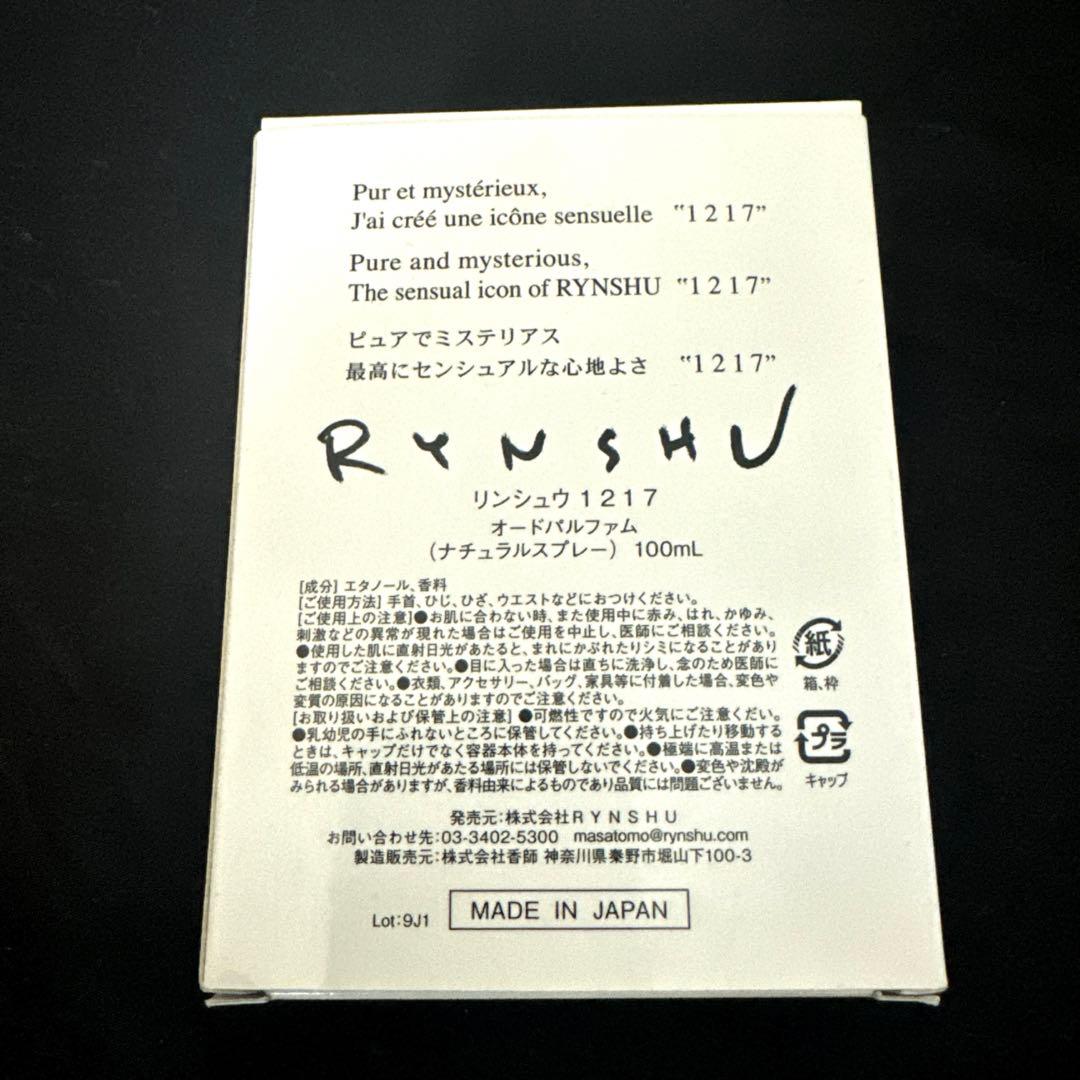 Pur et mystérieux,
J'ai créé une icône sensuelle “1217”
Pure and mysterious,
The sensual icon of RYNSHU “1217”
ピュアでミステリアス
最高にセンシュアルな心地よさ “1217”
RYNSHU
リンシュウ 1217
オードパルファム
（ナチュラルスプレー）100mL
[成分] エタノール、香料
[ご使用方法] 手首、ひじ、ひざ、ウエストなどにおつけください。
[ご使用上の注意]●お肌に合わない時、また使用中に赤み、はれ、かゆみ、
刺激などの異常が現れた場合はご使用を中止し、医師にご相談ください。
●使用した肌に直射日光があたると、まれにかぶれたりシミになることがあり
ますのでご注意ください。●目に入った場合は直ちに洗浄し、念のため医師に
ご相談ください。●衣類、アクセサリー、バッグ、家具等に付着した場合、変色や
変質の原因になることがありますのでご注意ください。
[お取り扱いおよび保管上の注意] ●可燃性ですので火気にご注意くだい。
●乳幼児の手にふれないところに保管してください。●持ち上げたり移動する
ときは、キャップだけでなく容器本体を持ってください。●極端に高温または
低温の場所、直射日光があたる場所には保管しないでください。●変色や沈殿が
みられる場合がありますが、香料由来によるものであり品質には問題ございません。
紙
箱、枠
プラ
キャップ
発売元：株式会社RYNSHU
お問い合わせ先：03-3402-5300 masatomo@rynshu.com
製造販売元：株式会社香師 神奈川県秦野市堀山下100-3
Lot：9J1
MADE IN JAPAN